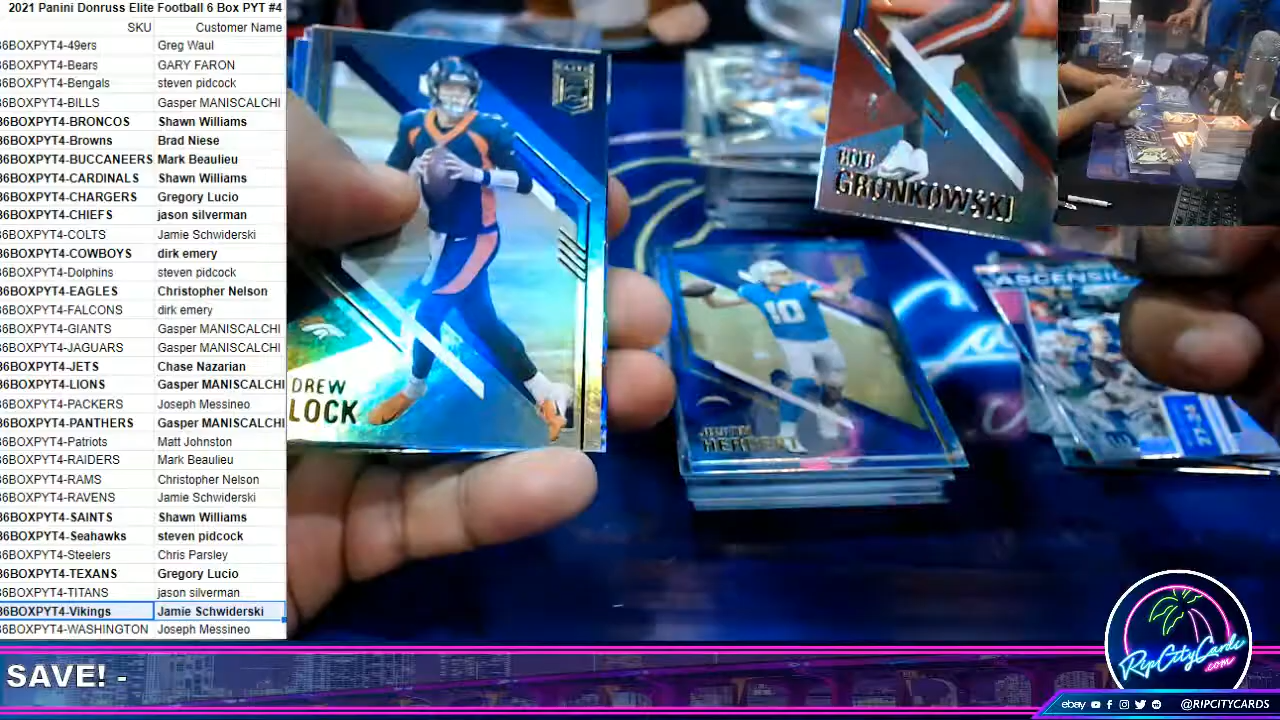 2021 Panini Donruss Elite Football 6 Box PYT #4
SKU Customer Name
36BOXPYT4-49ers Greg Waul
36BOXPYT4-Bears GARY FARON
36BOXPYT4-Bengals steven pidcock
36BOXPYT4-BILLS Gasper MANISCALCHI
36BOXPYT4-BRONCOS Shawn Williams
36BOXPYT4-Browns Brad Niese
36BOXPYT4-BUCCANEERS Mark Beaulieu
36BOXPYT4-CARDINALS Shawn Williams
36BOXPYT4-CHARGERS Gregory Lucio
36BOXPYT4-CHIEFS jason silverman
36BOXPYT4-COLTS Jamie Schwiderski
36BOXPYT4-COWBOYS dirk emery
36BOXPYT4-Dolphins steven pidcock
36BOXPYT4-EAGLES Christopher Nelson
36BOXPYT4-FALCONS dirk emery
36BOXPYT4-GIANTS Gasper MANISCALCHI
36BOXPYT4-JAGUARS Gasper MANISCALCHI
36BOXPYT4-JETS Chase Nazarian
36BOXPYT4-LIONS Gasper MANISCALCHI
36BOXPYT4-PACKERS Joseph Messineo
36BOXPYT4-PANTHERS Gasper MANISCALCHI
36BOXPYT4-Patriots Matt Johnston
36BOXPYT4-RAIDERS Mark Beaulieu
36BOXPYT4-RAMS Christopher Nelson
36BOXPYT4-RAVENS Jamie Schwiderski
36BOXPYT4-SAINTS Shawn Williams
36BOXPYT4-Seahawks steven pidcock
36BOXPYT4-Steelers Chris Parsley
36BOXPYT4-TEXANS Gregory Lucio
36BOXPYT4-TITANS jason silverman
36BOXPYT4-Vikings Jamie Schwiderski
36BOXPYT4-WASHINGTON Joseph Messineo
DREW
LOCK
ROB
GRONKOWSKI
10
JUSTIN
HERBERT
ASCENSIO
RipCityCards
.com
SAVE! -
ebay @RIPCITYCARDS